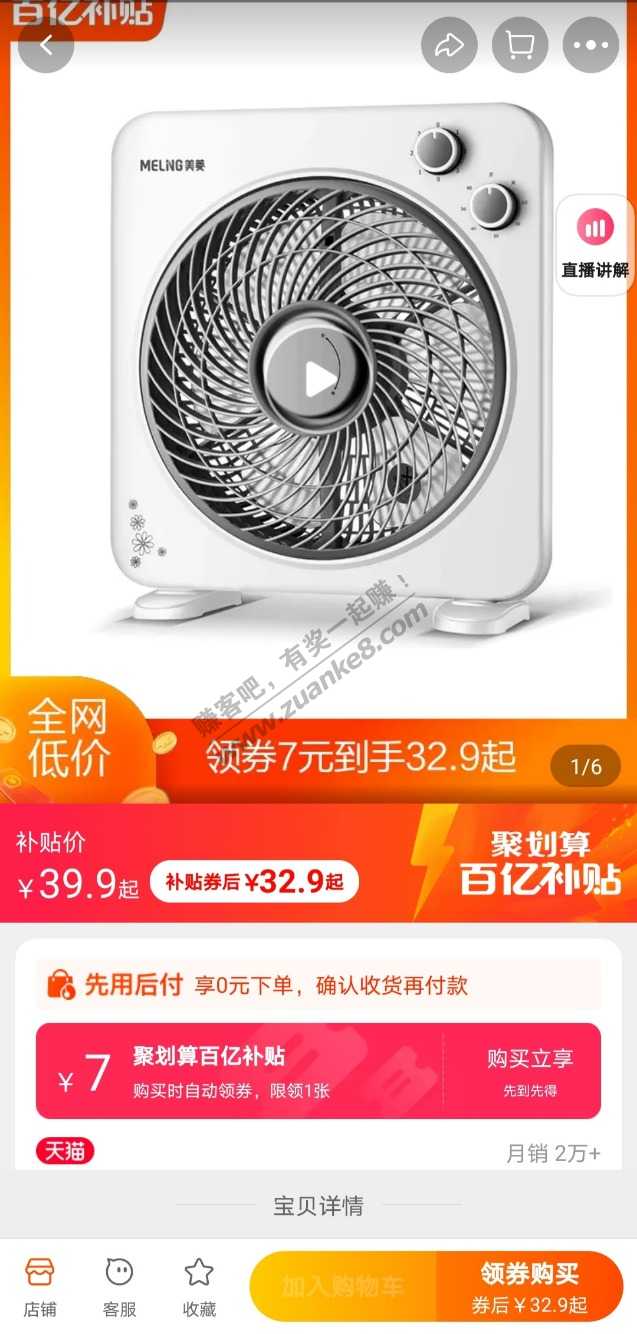 百亿补贴
MELNG美菱
直播讲解
赚客吧，有奖一起赚！
www.zuanke8.com
全网
低价
领券7元到手32.9起
1/6
补贴价
￥39.9起
补贴券后¥32.9起
聚划算
百亿补贴
先用后付 享0元下单，确认收货再付款
￥7
聚划算百亿补贴
购买时自动领券，限领1张
购买立享
先到先得
天猫
月销 2万+
宝贝详情
店铺
客服
收藏
加入购物车
领券购买
券后￥32.9起